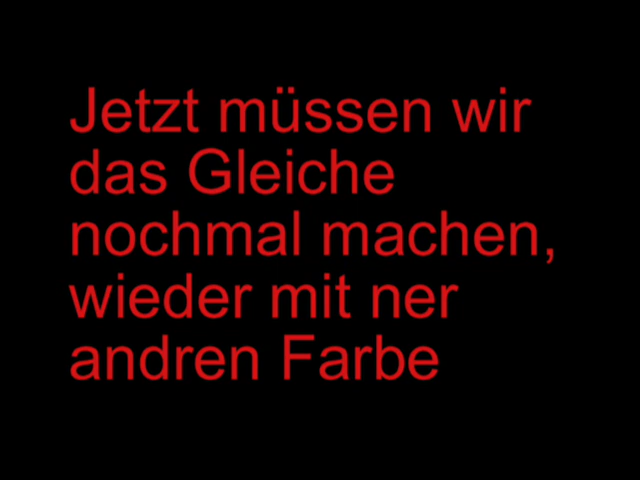 Jetzt müssen wir
das Gleiche
nochmal machen,
wieder mit ner
andren Farbe